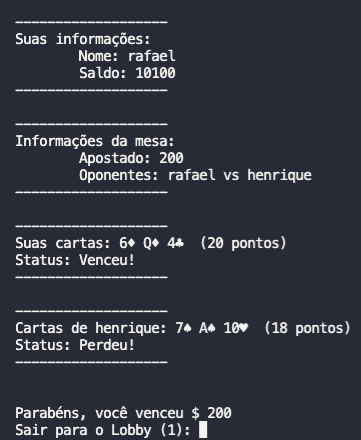 -------------------
Suas informações:
Nome: rafael
Saldo: 10100
-------------------
-------------------
Informações da mesa:
Apostado: 200
Oponentes: rafael vs henrique
-------------------
-------------------
Suas cartas: 6♦ Q♦ 4♣ (20 pontos)
Status: Venceu!
-------------------
-------------------
Cartas de henrique: 7♠ A♠ 10♥ (18 pontos)
Status: Perdeu!
-------------------
Parabéns, você venceu $ 200
Sair para o Lobby (1):